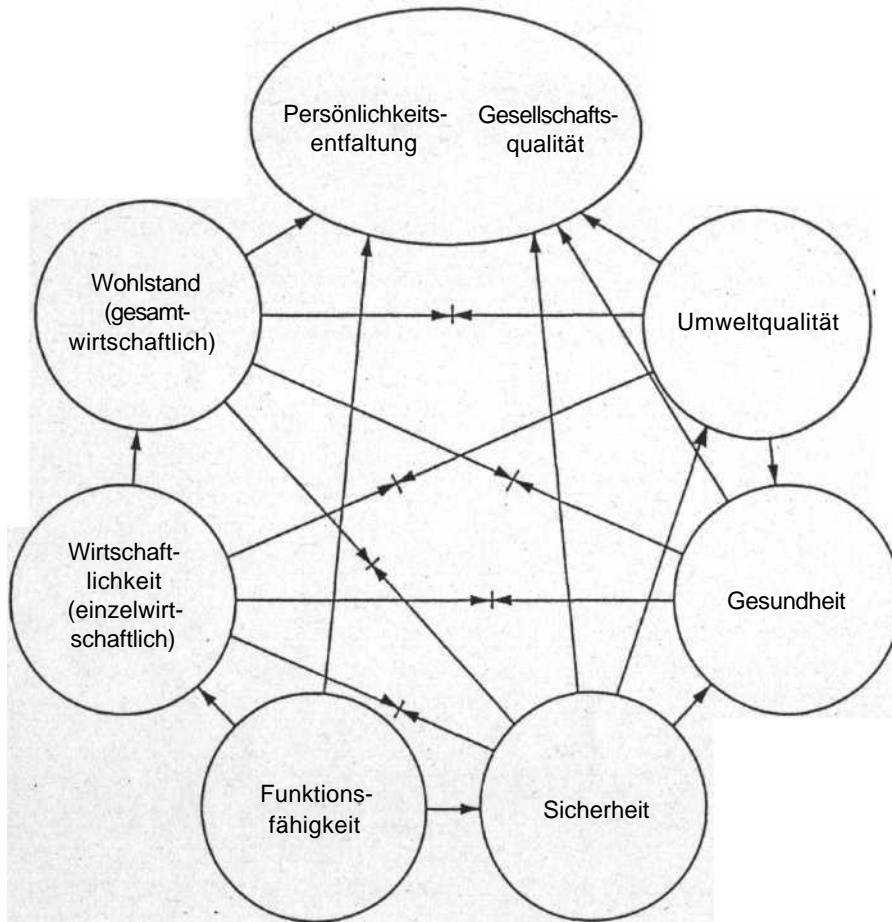 Persönlichkeits-
entfaltung
Gesellschafts-
qualität
Wohlstand
(gesamt-
wirtschaftlich)
Umweltqualität
Wirtschaft-
lichkeit
(einzelwirt-
schaftlich)
Gesundheit
Funktions-
fähigkeit
Sicherheit